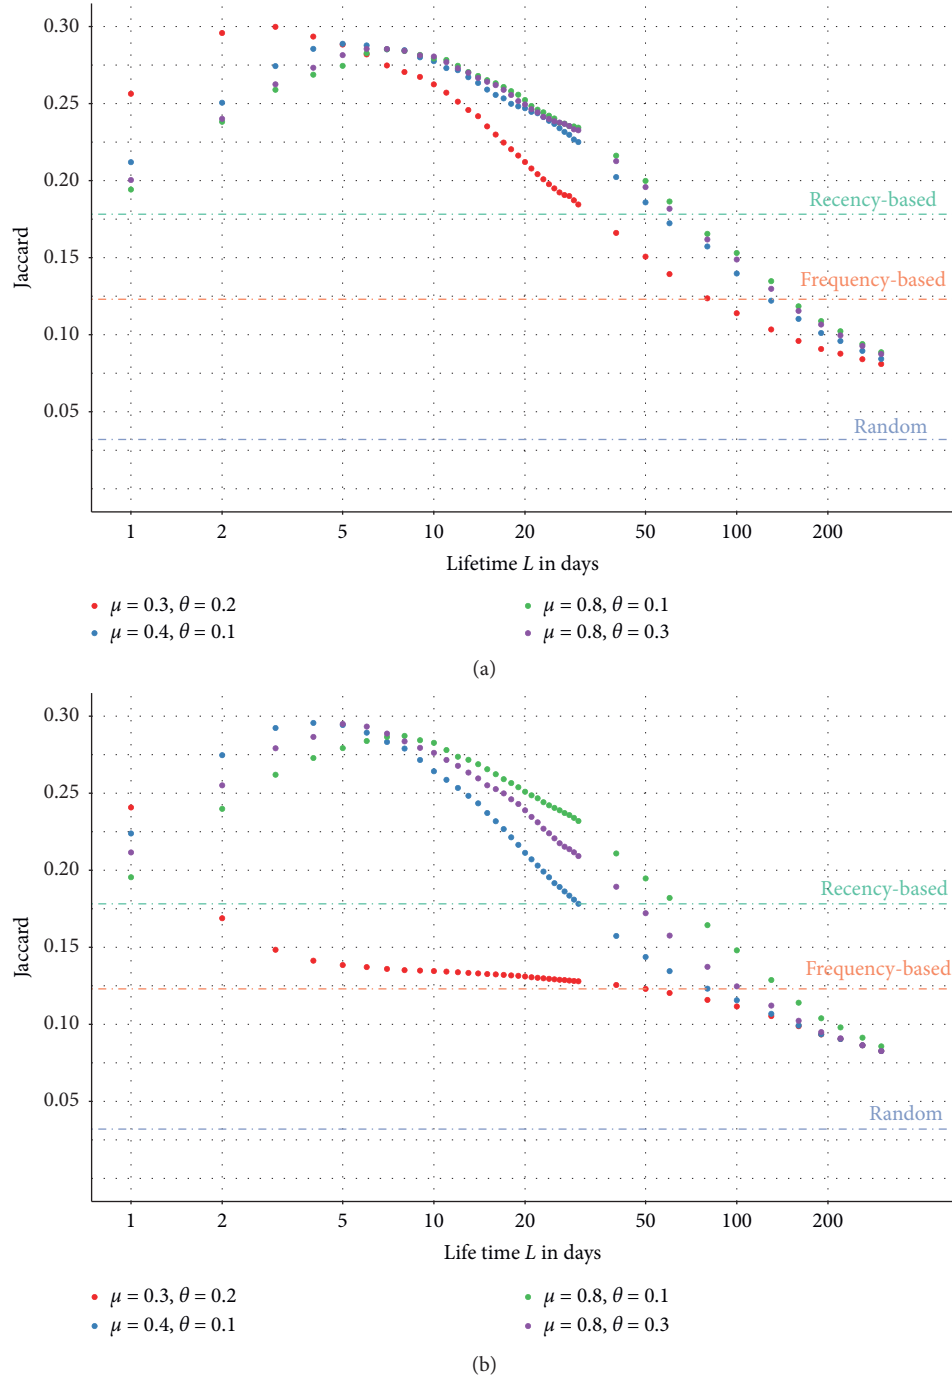 0.30
0.25
0.20
0.15
0.10
0.05
Jaccard
Recency-based
Frequency-based
Random
1 2 5 10 20 50 100 200
Lifetime L in days
μ = 0.3, θ = 0.2
μ = 0.4, θ = 0.1
μ = 0.8, θ = 0.1
μ = 0.8, θ = 0.3
(a)
0.30
0.25
0.20
0.15
0.10
0.05
Jaccard
Recency-based
Frequency-based
Random
1 2 5 10 20 50 100 200
Life time L in days
μ = 0.3, θ = 0.2
μ = 0.4, θ = 0.1
μ = 0.8, θ = 0.1
μ = 0.8, θ = 0.3
(b)